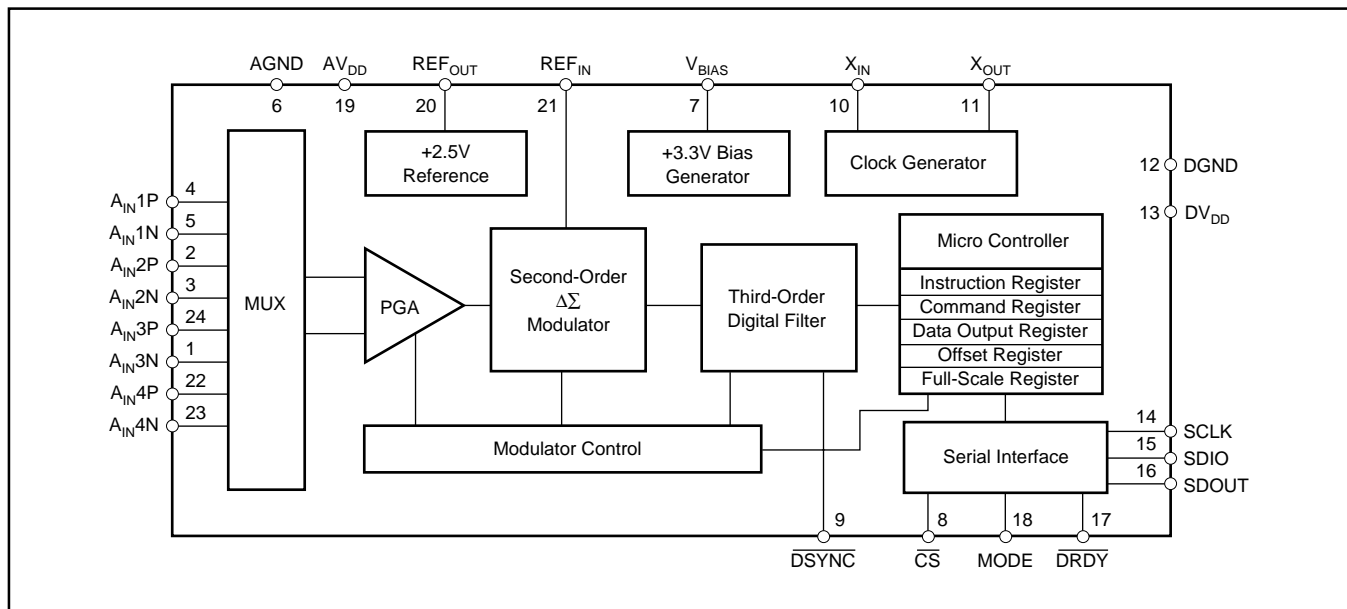 AGND AVDD REFOUT REFIN VBIAS XIN XOUT
6 19 20 21 7 10 11
+2.5V
Reference
+3.3V Bias
Generator
Clock Generator
12 DGND
13 DVDD
AIN1P 4
AIN1N 5
AIN2P 2
AIN2N 3
AIN3P 24
AIN3N 1
AIN4P 22
AIN4N 23
MUX
PGA
Second-Order
ΔΣ
Modulator
Third-Order
Digital Filter
Micro Controller
Instruction Register
Command Register
Data Output Register
Offset Register
Full-Scale Register
Modulator Control
Serial Interface
14 SCLK
15 SDIO
16 SDOUT
9 8 18 17
DSYNC CS MODE DRDY